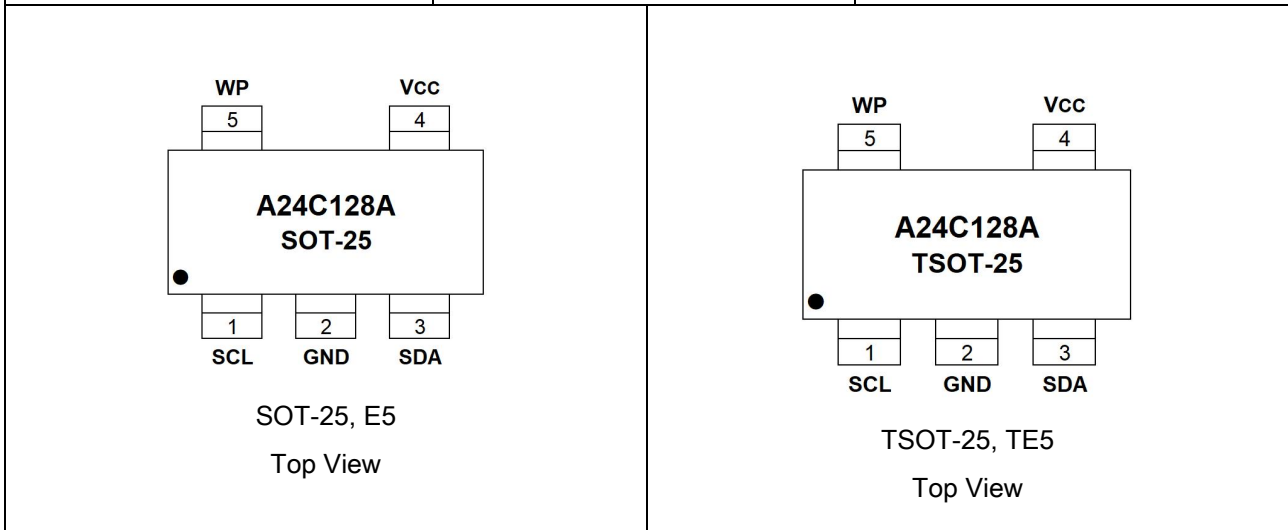 WP Vcc
5 4
A24C128A
SOT-25
1 2 3
SCL GND SDA
SOT-25, E5
Top View
WP Vcc
5 4
A24C128A
TSOT-25
1 2 3
SCL GND SDA
TSOT-25, TE5
Top View